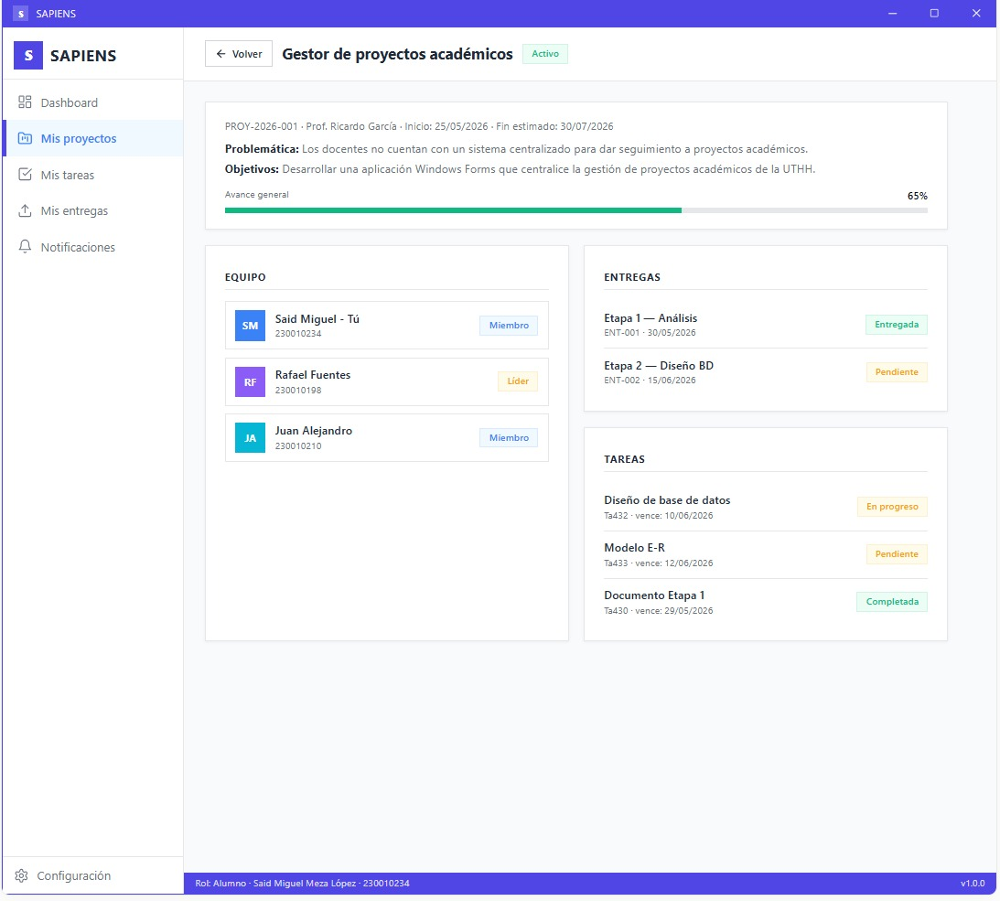 S SAPIENS
S SAPIENS
Dashboard
Mis proyectos
Mis tareas
Mis entregas
Notificaciones
Configuración
Volver Gestor de proyectos académicos Activo
PROY-2026-001 · Prof. Ricardo García · Inicio: 25/05/2026 · Fin estimado: 30/07/2026
Problemática: Los docentes no cuentan con un sistema centralizado para dar seguimiento a proyectos académicos.
Objetivos: Desarrollar una aplicación Windows Forms que centralice la gestión de proyectos académicos de la UTHH.
Avance general 65%
EQUIPO
SM Said Miguel - Tú Miembro
230010234
RF Rafael Fuentes Líder
230010198
JA Juan Alejandro Miembro
230010210
ENTREGAS
Etapa 1 — Análisis Entregada
ENT-001 · 30/05/2026
Etapa 2 — Diseño BD Pendiente
ENT-002 · 15/06/2026
TAREAS
Diseño de base de datos En progreso
Ta432 · vence: 10/06/2026
Modelo E-R Pendiente
Ta433 · vence: 12/06/2026
Documento Etapa 1 Completada
Ta430 · vence: 29/05/2026
Rol: Alumno · Said Miguel Meza López · 230010234 v1.0.0